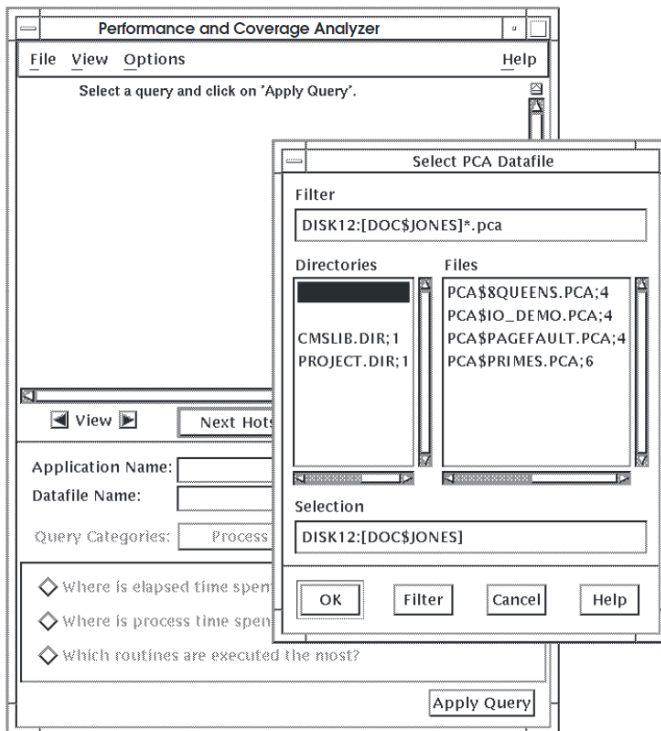 Performance and Coverage Analyzer
File View Options Help
Select a query and click on 'Apply Query'.
View
Next Hots
Application Name:
Datafile Name:
Query Categories: Process
Where is elapsed time spen
Where is process time spen
Which routines are executed the most?
Apply Query
Select PCA Datafile
Filter
DISK12:[DOC$JONES]*.pca
Directories
CMSLIB.DIR;1
PROJECT.DIR;1
Files
PCA$8QUEENS.PCA;4
PCA$IO_DEMO.PCA;4
PCA$PAGEFAULT.PCA;4
PCA$PRIMES.PCA;6
Selection
DISK12:[DOC$JONES]
OK Filter Cancel Help